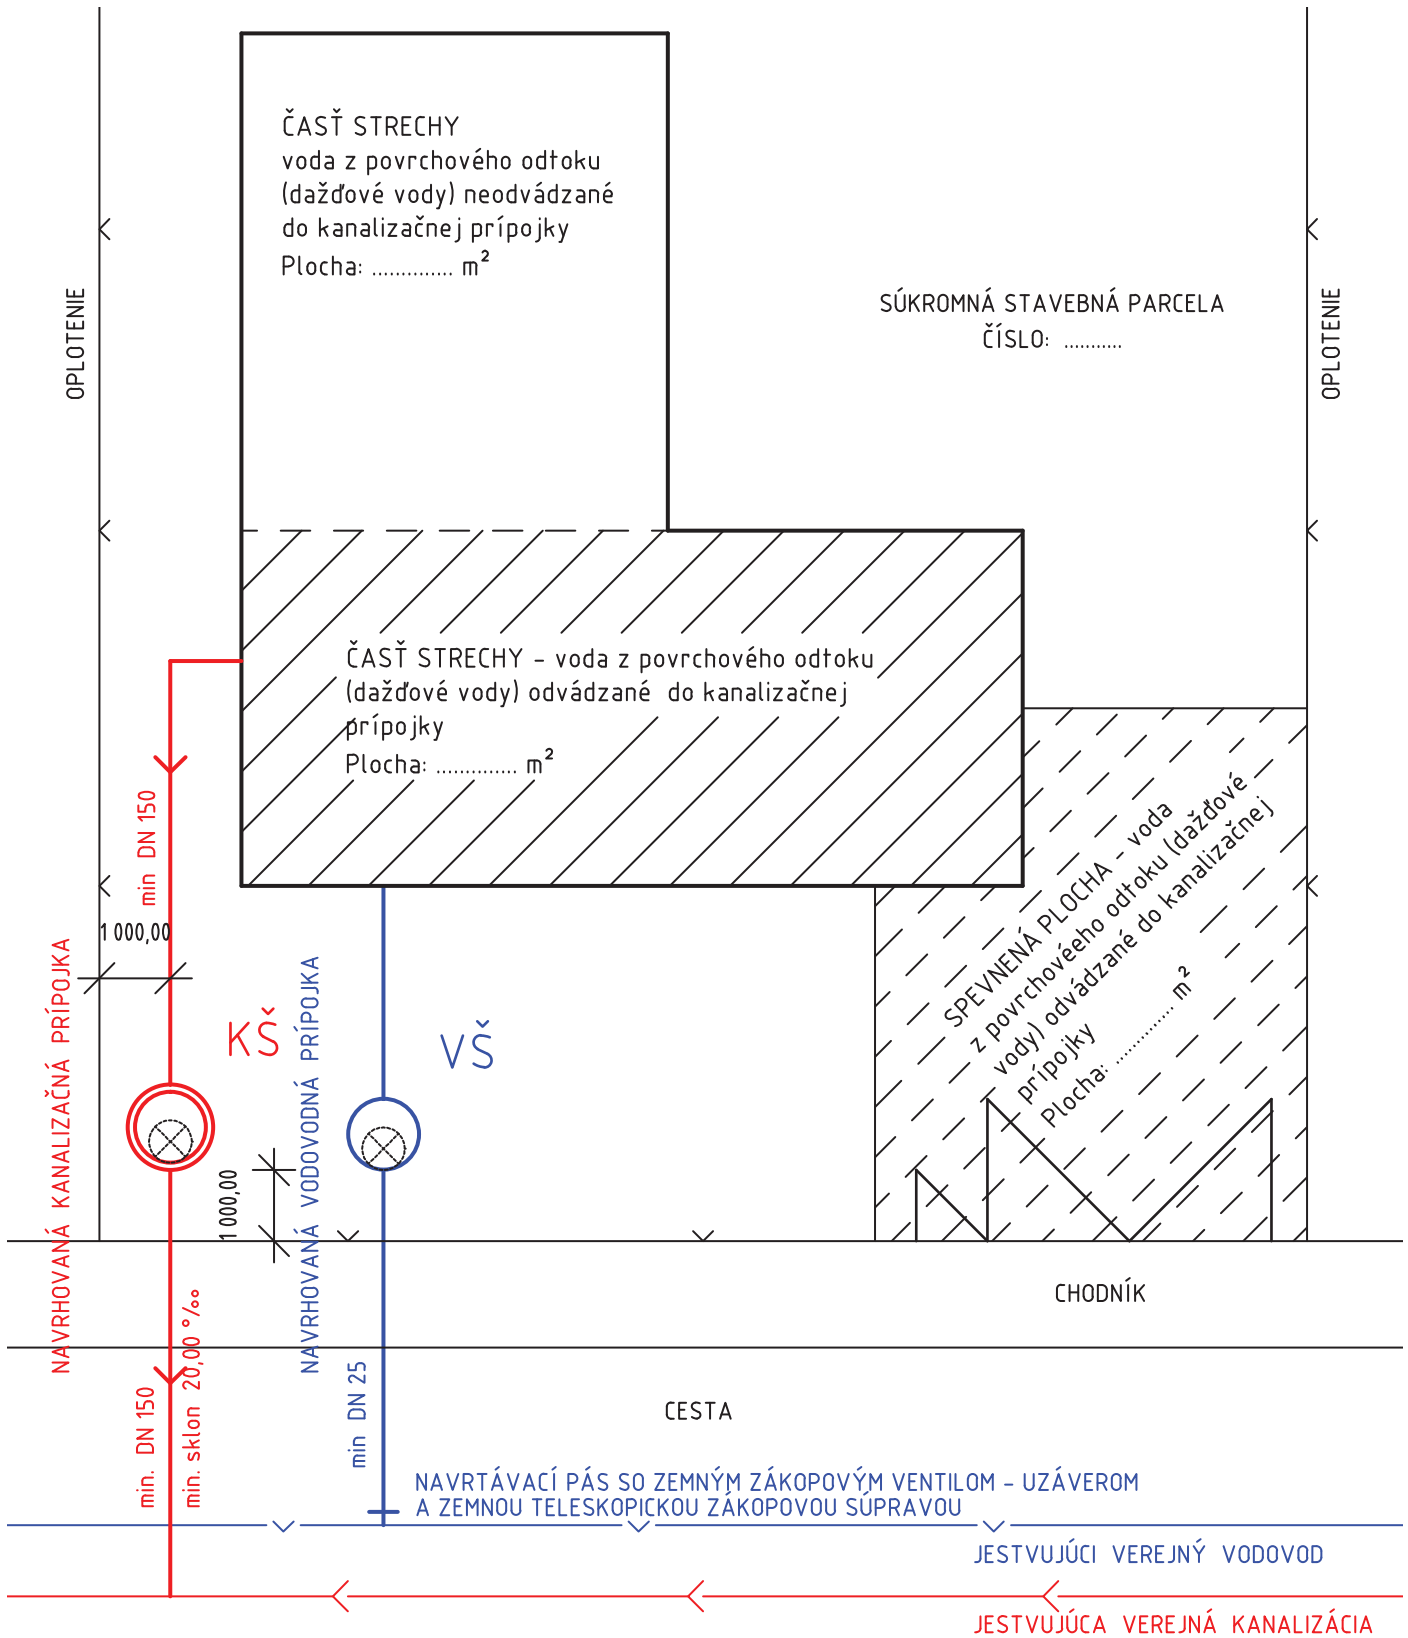 ČASŤ STRECHY
voda z povrchového odtoku
(dažďové vody) neodvádzané
do kanalizačnej prípojky
Plocha: .............. m²
OPLOTENIE
SÚKROMNÁ STAVEBNÁ PARCELA
ČÍSLO: ...........
OPLOTENIE
ČASŤ STRECHY – voda z povrchového odtoku
(dažďové vody) odvádzané do kanalizačnej
prípojky
Plocha: .............. m²
min DN 150
1 000,00
SPEVNENÁ PLOCHA – voda
z povrchovéeho odtoku (dažďové
vody) odvádzané do kanalizačnej
prípojky
Plocha: .............. m²
NAVRHOVANÁ KANALIZAČNÁ PRÍPOJKA
KŠ
NAVRHOVANÁ VODOVODNÁ PRÍPOJKA
VŠ
1 000,00
CHODNÍK
min. DN 150
min. sklon 20,00 °/oo
min DN 25
CESTA
NAVRTÁVACÍ PÁS SO ZEMNÝM ZÁKOPOVÝM VENTILOM – UZÁVEROM
A ZEMNOU TELESKOPICKOU ZÁKOPOVOU SÚPRAVOU
JESTVUJÚCI VEREJNÝ VODOVOD
JESTVUJÚCA VEREJNÁ KANALIZÁCIA